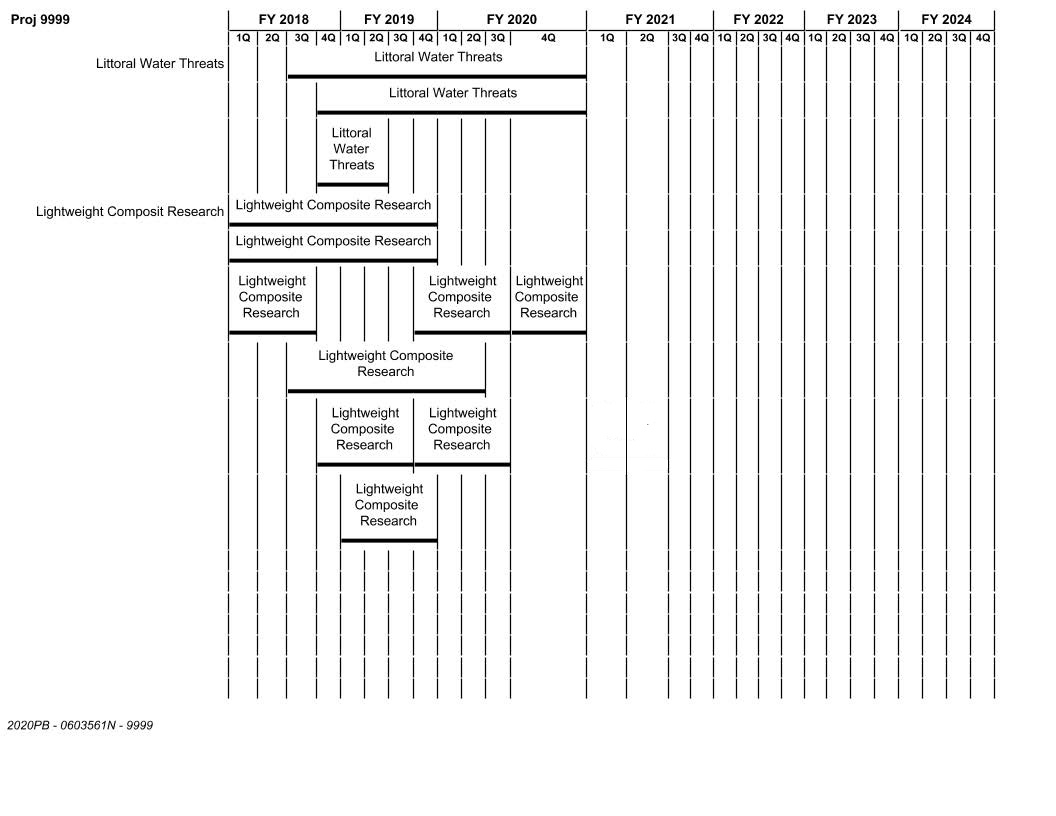 Proj 9999
FY 2018 FY 2019 FY 2020 FY 2021 FY 2022 FY 2023 FY 2024
1Q 2Q 3Q 4Q 1Q 2Q 3Q 4Q 1Q 2Q 3Q 4Q 1Q 2Q 3Q 4Q 1Q 2Q 3Q 4Q 1Q 2Q 3Q 4Q 1Q 2Q 3Q 4Q
Littoral Water Threats
Littoral Water Threats
Littoral Water Threats
Littoral
Water
Threats
Lightweight Composit Research
Lightweight Composite Research
Lightweight Composite Research
Lightweight
Composite
Research
Lightweight
Composite
Research
Lightweight
Composite
Research
Lightweight Composite
Research
Lightweight
Composite
Research
Lightweight
Composite
Research
Lightweight
Composite
Research
2020PB - 0603561N - 9999